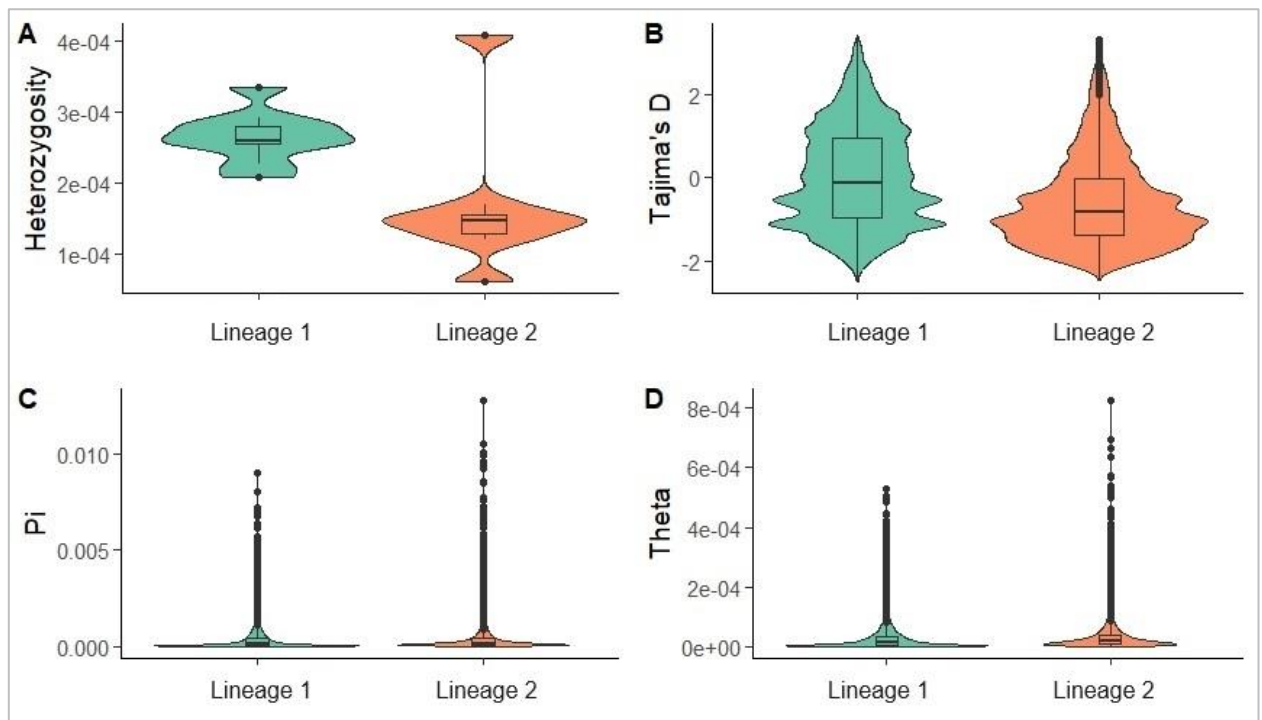 A
Heterozygosity
4e-04
3e-04
2e-04
1e-04
Lineage 1
Lineage 2
B
Tajima's D
2
0
-2
Lineage 1
Lineage 2
C
Pi
0.010
0.005
0.000
Lineage 1
Lineage 2
D
Theta
8e-04
6e-04
4e-04
2e-04
0e+00
Lineage 1
Lineage 2